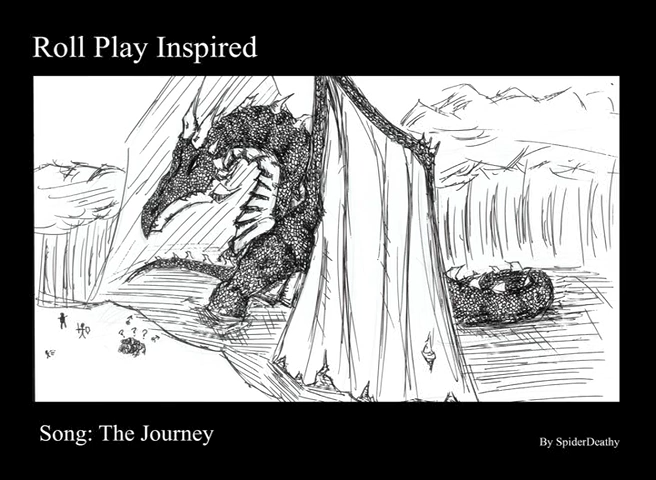 Roll Play Inspired
? ? ?
Song: The Journey
By SpiderDeathy